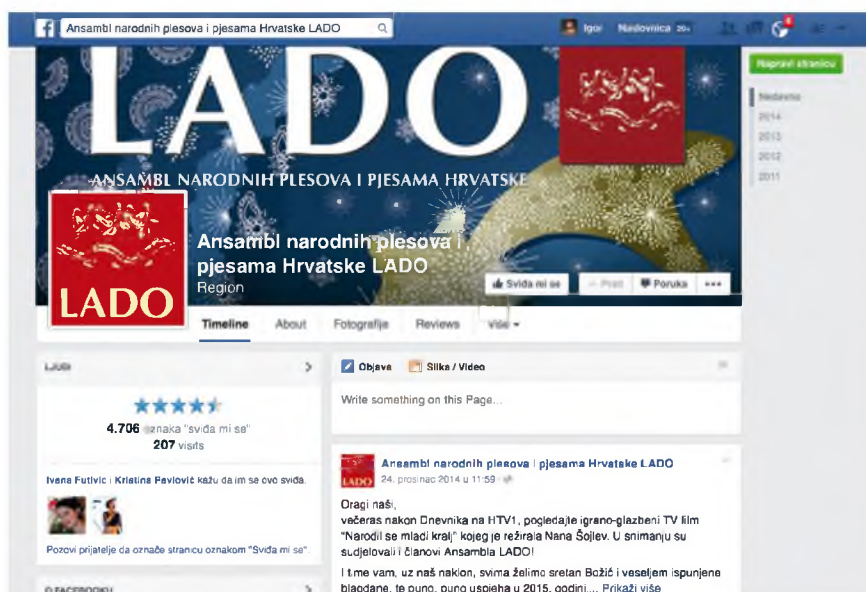 Ansambl narodnih plesova i pjesama Hrvatske LADO
Igor Naslovnica 20+
4
Napravi stranicu
Nedavno
2014
2013
2012
2011
LADO
ANSAMBL NARODNIH PLESOVA I PJESAMA HRVATSKE
LADO
Ansambl narodnih plesova i
pjesama Hrvatske LADO
Region
Sviđa mi se
Prati
Poruka
Timeline About Fotografije Reviews Više
LJUDI
4.706 oznaka "sviđa mi se"
207 visits
Ivana Futivić i Kristina Pavlović kažu da im se ovo sviđa.
Pozovi prijatelje da označe stranicu oznakom "Sviđa mi se".
O FACEBOOKU
Objava Slika / Video
Write something on this Page...
LADO
Ansambl narodnih plesova i pjesama Hrvatske LADO
24. prosinac 2014 u 11:59
Dragi naši,
večeras nakon Dnevnika na HTV1, pogledajte igrano-glazbeni TV film
"Narodil se mladi kralj" kojeg je režirala Nana Šojlev. U snimanju su
sudjelovali i članovi Ansambla LADO!
I time vam, uz naš naklon, svima želimo sretan Božić i veseljem ispunjene
blagdane, te puno, puno uspjeha u 2015. godini.... Prikaži više